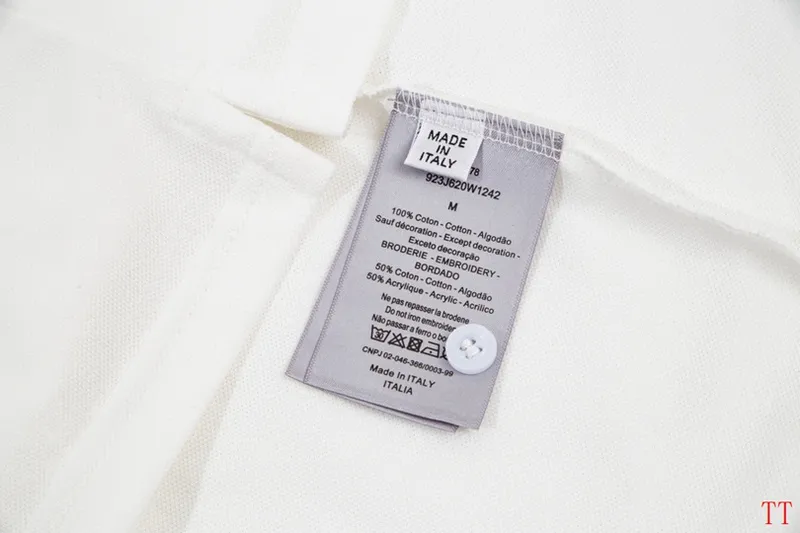 MADE
IN
ITALY
78
923J620W1242
M
100% Coton - Cotton - Algodão
Sauf décoration - Except decoration -
Exceto decoração
BRODERIE - EMBROIDERY -
BORDADO
50% Coton - Cotton - Algodão
50% Acrylique - Acrylic - Acrilico
Ne pas repasser la broderie
Do not iron embroider
Não passar a ferro o bo
CNPJ 02-046-366/0003-99
Made In ITALY
ITALIA
TT